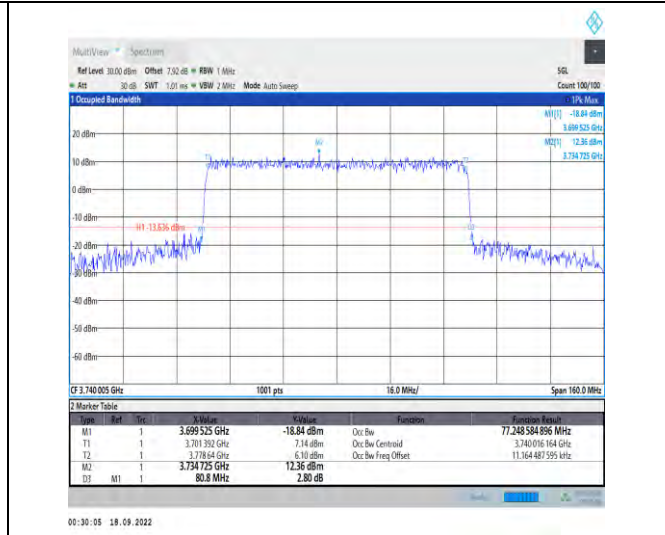 MultiView Spectrum
Ref Level 30.00 dBm Offset 7.92 dB RBW 1 MHz SGL
Att 30 dB SWT 1.01 ms VBW 2 MHz Mode Auto Sweep Count 100/100
1 Occupied Bandwidth 1Pk Max
M1[1] -18.84 dBm
3.699 525 GHz
20 dBm
M2[1] 12.36 dBm
3.734 725 GHz
M2
10 dBm
0 dBm
-10 dBm
H1 -13.636 dBm
-20 dBm
-30 dBm
-40 dBm
-50 dBm
-60 dBm
CF 3.740 005 GHz 1001 pts 16.0 MHz/ Span 160.0 MHz
2 Marker Table
Type Ref Trc X-Value Y-Value Function Function Result
M1 1 3.699 525 GHz -18.84 dBm Occ Bw 77.248 584 896 MHz
T1 1 3.701 392 GHz 7.14 dBm Occ Bw Centroid 3.740 016 164 GHz
T2 1 3.778 64 GHz 6.10 dBm Occ Bw Freq Offset 11.164 487 595 kHz
M2 1 3.734 725 GHz 12.36 dBm
D3 M1 1 80.8 MHz 2.80 dB
00:30:05 18.09.2022